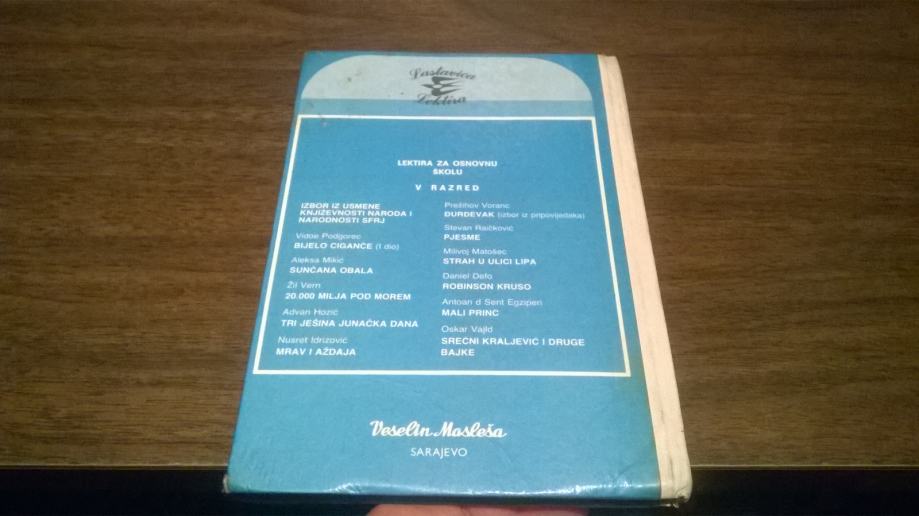 Lastavica
Lektira
LEKTIRA ZA OSNOVNU
ŠKOLU
V RAZRED
IZBOR IZ USMENE
KNJIŽEVNOSTI NARODA I
NARODNOSTI SFRJ
Vidoe Podgorec
BIJELO CIGANČE (I dio)
Aleksa Mikić
SUNČANA OBALA
Žil Vern
20.000 MILJA POD MOREM
Advan Hozić
TRI JEŠINA JUNAČKA DANA
Nusret Idrizović
MRAV I AŽDAJA
Prežihov Voranc
ĐURĐEVAK (izbor iz pripovijedaka)
Stevan Raičković
PJESME
Milivoj Matošec
STRAH U ULICI LIPA
Daniel Defo
ROBINSON KRUSO
Antoan d Sent Egziperi
MALI PRINC
Oskar Vajld
SREĆNI KRALJEVIĆ I DRUGE
BAJKE
Veselin Masleša
SARAJEVO